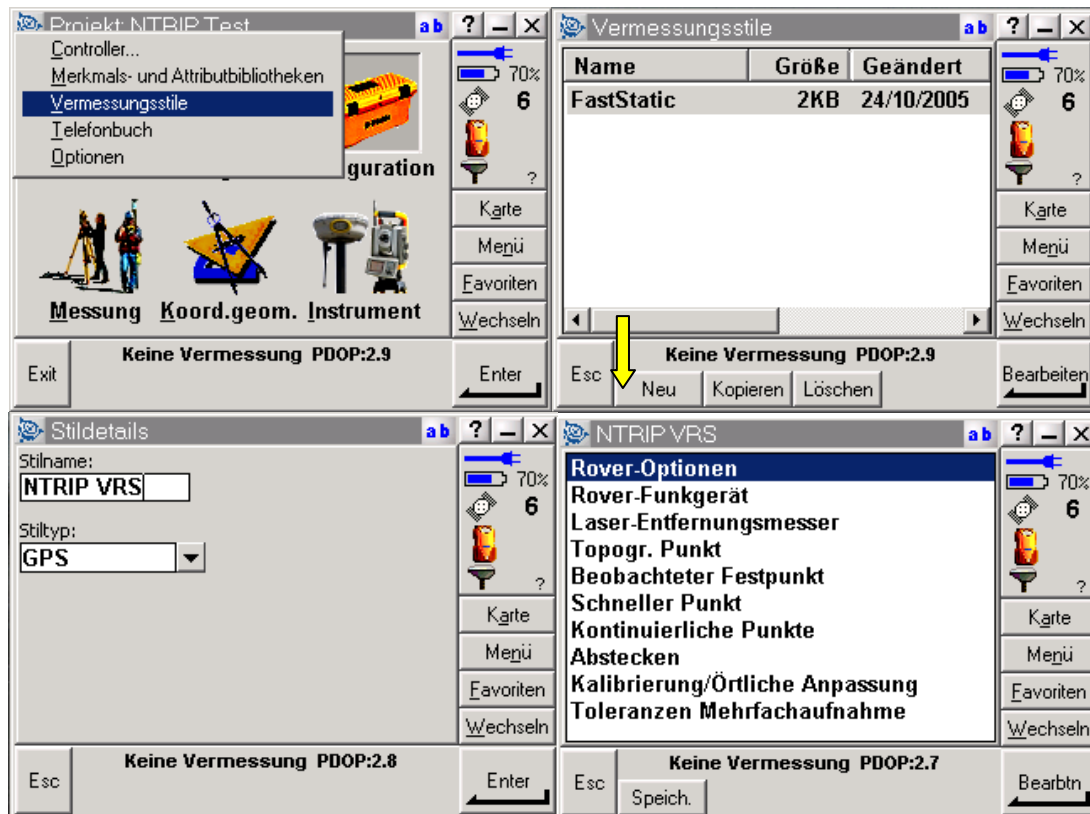 Projekt: NTRIP Test
ab ? – X
Controller...
Merkmals- und Attributbibliotheken
Vermessungsstile
Telefonbuch
Optionen
guration
Messung Koord.geom. Instrument
70%
6
?
Karte
Menü
Favoriten
Wechseln
Exit
Keine Vermessung PDOP:2.9
Enter
Vermessungsstile
ab ? – X
Name Größe Geändert
FastStatic 2KB 24/10/2005
70%
6
?
Karte
Menü
Favoriten
Wechseln
Esc
Keine Vermessung PDOP:2.9
Neu Kopieren Löschen
Bearbeiten
Stildetails
ab ? – X
Stilname:
NTRIP VRS
Stiltyp:
GPS
70%
6
?
Karte
Menü
Favoriten
Wechseln
Esc
Keine Vermessung PDOP:2.8
Enter
NTRIP VRS
ab ? – X
Rover-Optionen
Rover-Funkgerät
Laser-Entfernungsmesser
Topogr. Punkt
Beobachteter Festpunkt
Schneller Punkt
Kontinuierliche Punkte
Abstecken
Kalibrierung/Örtliche Anpassung
Toleranzen Mehrfachaufnahme
70%
6
?
Karte
Menü
Favoriten
Wechseln
Esc
Keine Vermessung PDOP:2.7
Speich.
Bearbtn